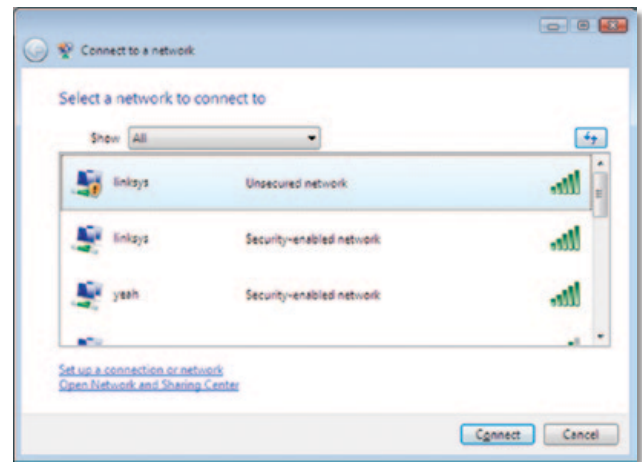 Connect to a network
Select a network to connect to
Show All
linksys Unsecured network
linksys Security-enabled network
yeah Security-enabled network
Set up a connection or network
Open Network and Sharing Center
Connect Cancel